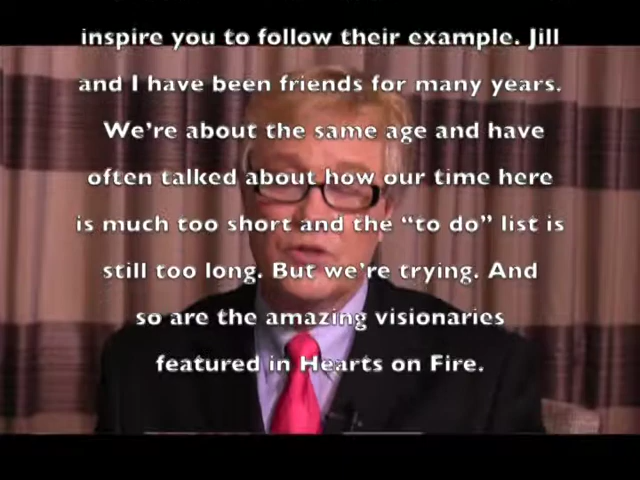 inspire you to follow their example. Jill
and I have been friends for many years.
We're about the same age and have
often talked about how our time here
is much too short and the “to do” list is
still too long. But we're trying. And
so are the amazing visionaries
featured in Hearts on Fire.